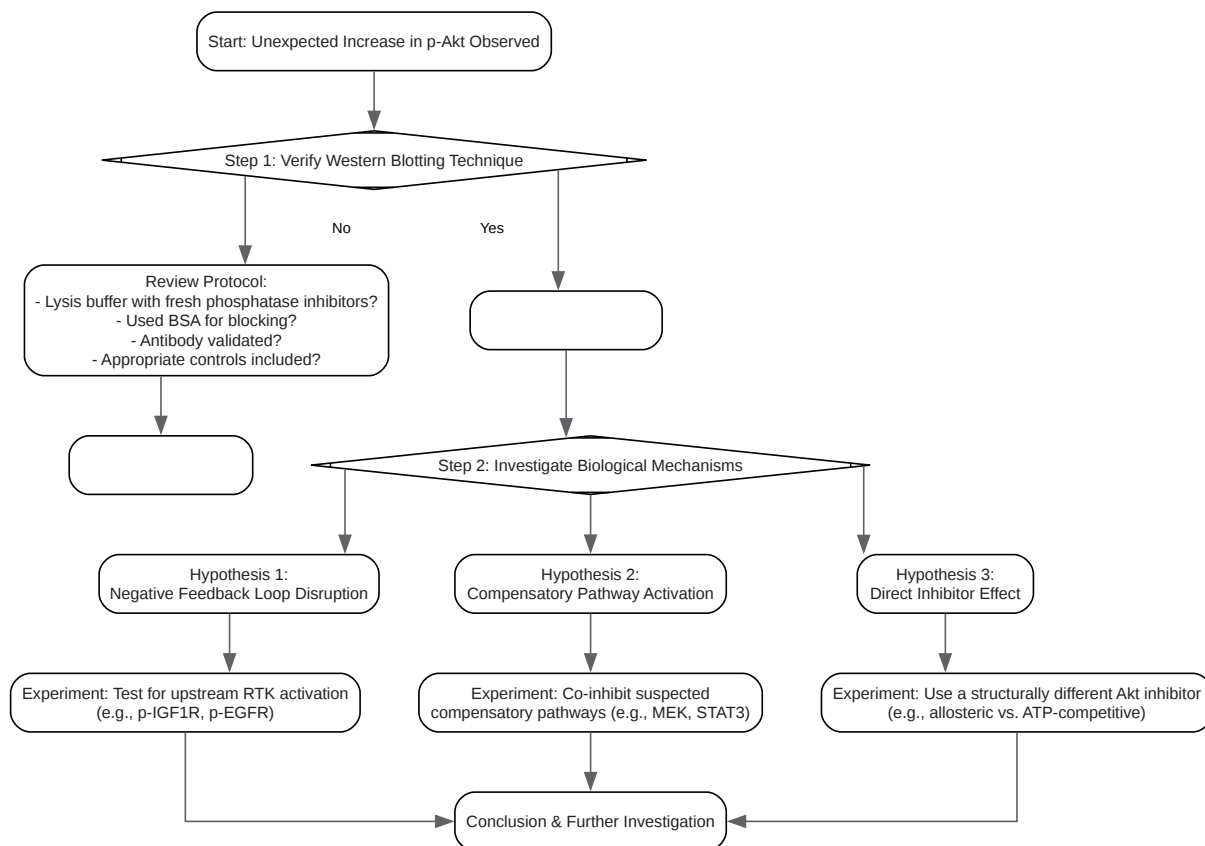 Start: Unexpected Increase in p-Akt Observed
Step 1: Verify Western Blotting Technique
No
Yes
Review Protocol:
- Lysis buffer with fresh phosphatase inhibitors?
- Used BSA for blocking?
- Antibody validated?
- Appropriate controls included?
Step 2: Investigate Biological Mechanisms
Hypothesis 1:
Negative Feedback Loop Disruption
Hypothesis 2:
Compensatory Pathway Activation
Hypothesis 3:
Direct Inhibitor Effect
Experiment: Test for upstream RTK activation
(e.g., p-IGF1R, p-EGFR)
Experiment: Co-inhibit suspected
compensatory pathways (e.g., MEK, STAT3)
Experiment: Use a structurally different Akt inhibitor
(e.g., allosteric vs. ATP-competitive)
Conclusion & Further Investigation